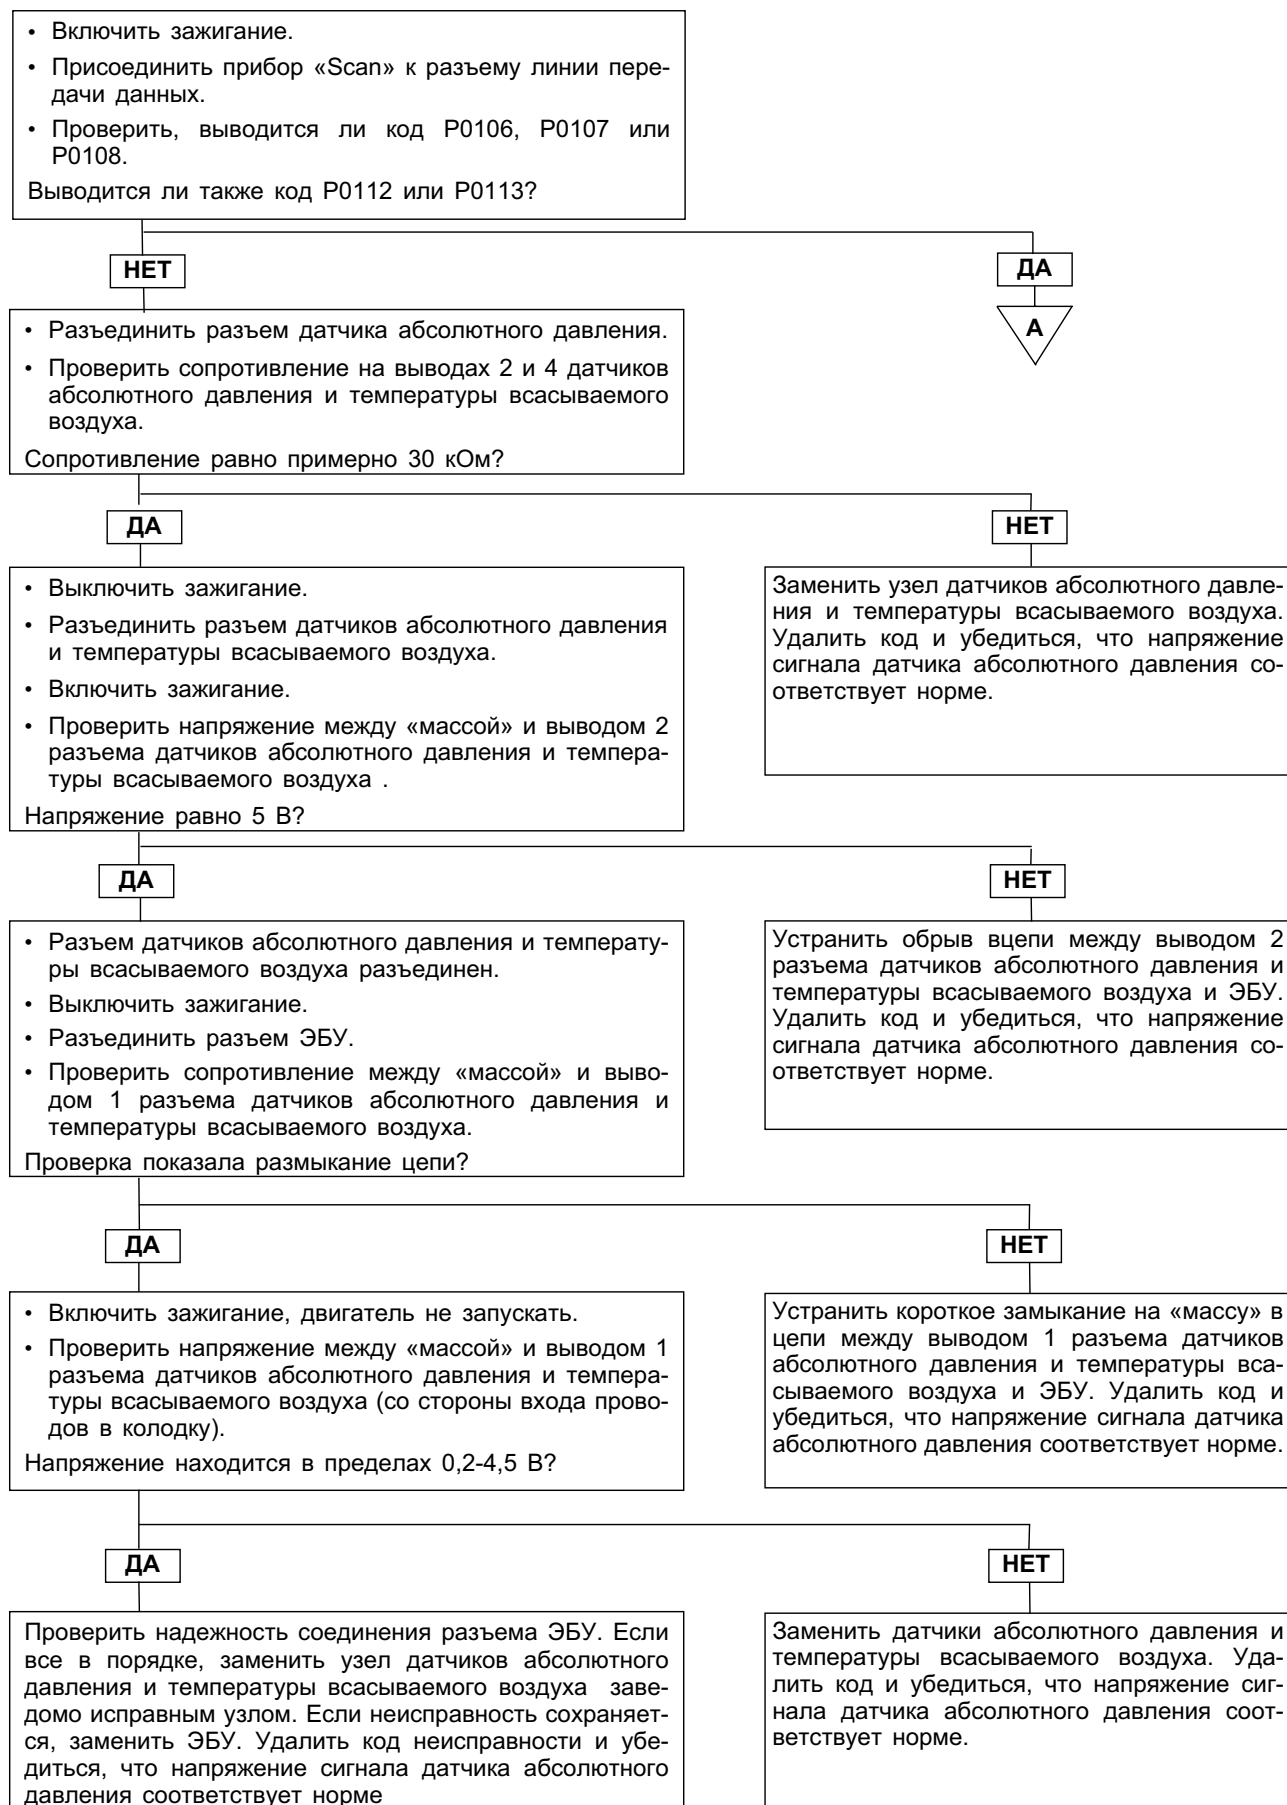 • Включить зажигание.
• Присоединить прибор «Scan» к разъему линии пере-
дачи данных.
• Проверить, выводится ли код P0106, P0107 или
P0108.
Выводится ли также код P0112 или P0113?
НЕТ
ДА
А
• Разъединить разъем датчика абсолютного давления.
• Проверить сопротивление на выводах 2 и 4 датчиков
абсолютного давления и температуры всасываемого
воздуха.
Сопротивление равно примерно 30 кОм?
ДА
НЕТ
• Выключить зажигание.
• Разъединить разъем датчиков абсолютного давления
и температуры всасываемого воздуха.
• Включить зажигание.
• Проверить напряжение между «массой» и выводом 2
разъема датчиков абсолютного давления и темпера-
туры всасываемого воздуха .
Напряжение равно 5 В?
Заменить узел датчиков абсолютного давле-
ния и температуры всасываемого воздуха.
Удалить код и убедиться, что напряжение
сигнала датчика абсолютного давления со-
ответствует норме.
ДА
НЕТ
• Разъем датчиков абсолютного давления и температу-
ры всасываемого воздуха разъединен.
• Выключить зажигание.
• Разъединить разъем ЭБУ.
• Проверить сопротивление между «массой» и выво-
дом 1 разъема датчиков абсолютного давления и
температуры всасываемого воздуха.
Проверка показала размыкание цепи?
Устранить обрыв вцепи между выводом 2
разъема датчиков абсолютного давления и
температуры всасываемого воздуха и ЭБУ.
Удалить код и убедиться, что напряжение
сигнала датчика абсолютного давления со-
ответствует норме.
ДА
НЕТ
• Включить зажигание, двигатель не запускать.
• Проверить напряжение между «массой» и выводом 1
разъема датчиков абсолютного давления и темпера-
туры всасываемого воздуха (со стороны входа прово-
дов в колодку).
Напряжение находится в пределах 0,2-4,5 В?
Устранить короткое замыкание на «массу» в
цепи между выводом 1 разъема датчиков
абсолютного давления и температуры вса-
сываемого воздуха и ЭБУ. Удалить код и
убедиться, что напряжение сигнала датчика
абсолютного давления соответствует норме.
ДА
НЕТ
Проверить надежность соединения разъема ЭБУ. Если
все в порядке, заменить узел датчиков абсолютного
давления и температуры всасываемого воздуха заве-
домо исправным узлом. Если неисправность сохраняет-
ся, заменить ЭБУ. Удалить код неисправности и убе-
диться, что напряжение сигнала датчика абсолютного
давления соответствует норме
Заменить датчики абсолютного давления и
температуры всасываемого воздуха. Уда-
лить код и убедиться, что напряжение сиг-
нала датчика абсолютного давления соот-
ветствует норме.